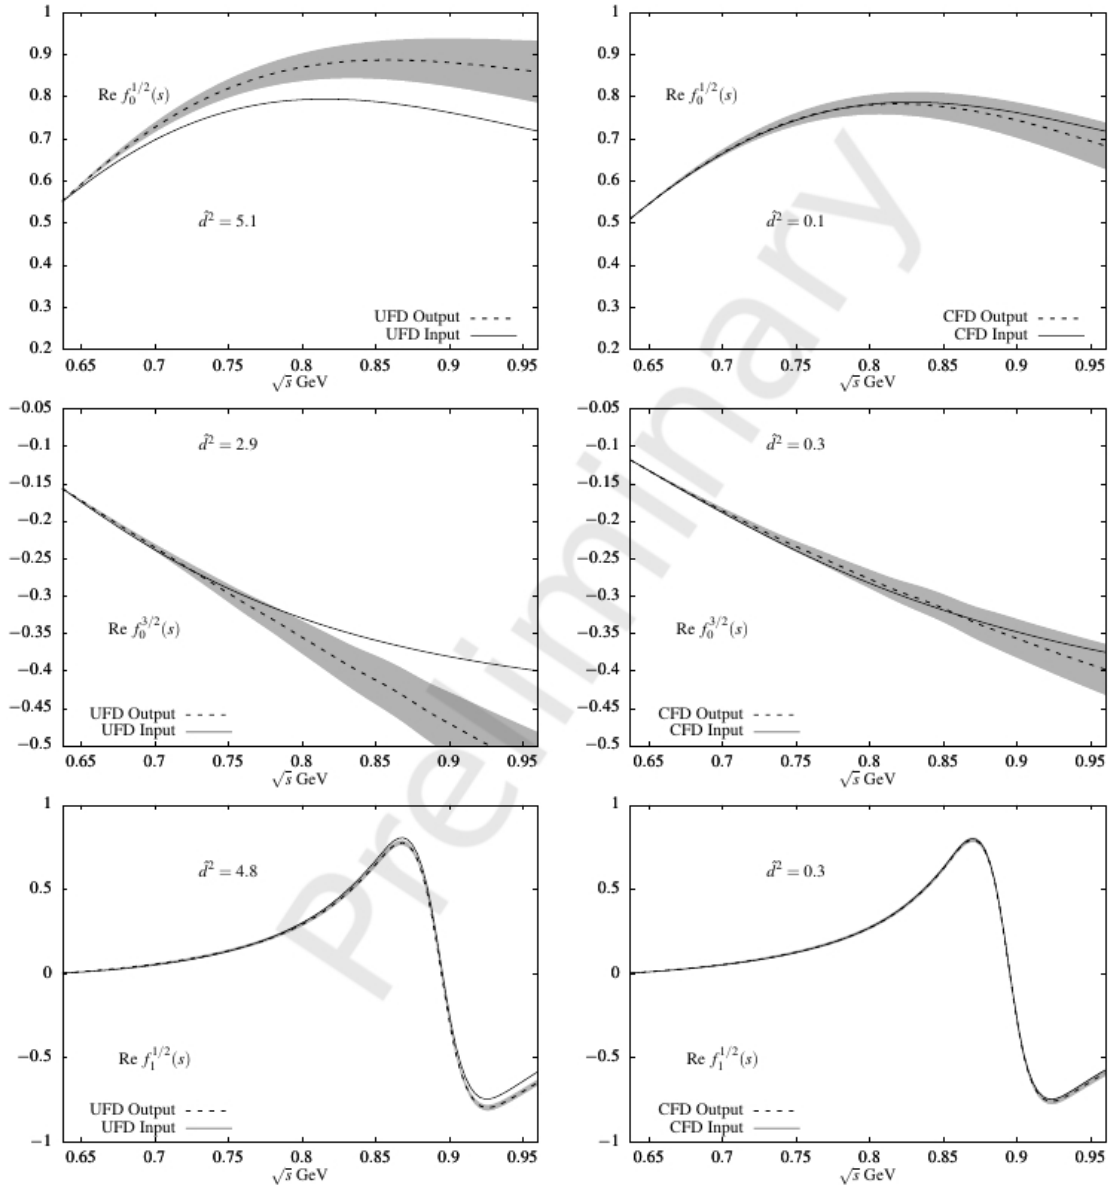 1
0.9
0.8
0.7
0.6
0.5
0.4
0.3
0.2
Re f_0^{1/2}(s)
d̂² = 5.1
UFD Output
UFD Input
0.65 0.7 0.75 0.8 0.85 0.9 0.95
√s GeV
1
0.9
0.8
0.7
0.6
0.5
0.4
0.3
0.2
Re f_0^{1/2}(s)
d̂² = 0.1
CFD Output
CFD Input
0.65 0.7 0.75 0.8 0.85 0.9 0.95
√s GeV
−0.05
−0.1
−0.15
−0.2
−0.25
−0.3
−0.35
−0.4
−0.45
−0.5
d̂² = 2.9
Re f_0^{3/2}(s)
UFD Output
UFD Input
0.65 0.7 0.75 0.8 0.85 0.9 0.95
√s GeV
−0.05
−0.1
−0.15
−0.2
−0.25
−0.3
−0.35
−0.4
−0.45
−0.5
d̂² = 0.3
Re f_0^{3/2}(s)
CFD Output
CFD Input
0.65 0.7 0.75 0.8 0.85 0.9 0.95
√s GeV
1
0.5
0
−0.5
−1
d̂² = 4.8
Re f_1^{1/2}(s)
UFD Output
UFD Input
0.65 0.7 0.75 0.8 0.85 0.9 0.95
√s GeV
1
0.5
0
−0.5
−1
d̂² = 0.3
Re f_1^{1/2}(s)
CFD Output
CFD Input
0.65 0.7 0.75 0.8 0.85 0.9 0.95
√s GeV
Preliminary